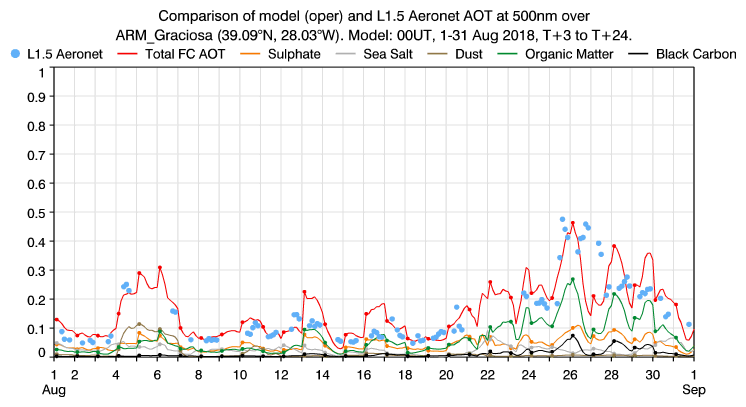 Comparison of model (oper) and L1.5 Aeronet AOT at 500nm over
ARM_Graciosa (39.09°N, 28.03°W). Model: 00UT, 1-31 Aug 2018, T+3 to T+24.
L1.5 Aeronet Total FC AOT Sulphate Sea Salt Dust Organic Matter Black Carbon
1
0.9
0.8
0.7
0.6
0.5
0.4
0.3
0.2
0.1
0
1 2 4 6 8 10 12 14 16 18 20 22 24 26 28 30 1
Aug Sep